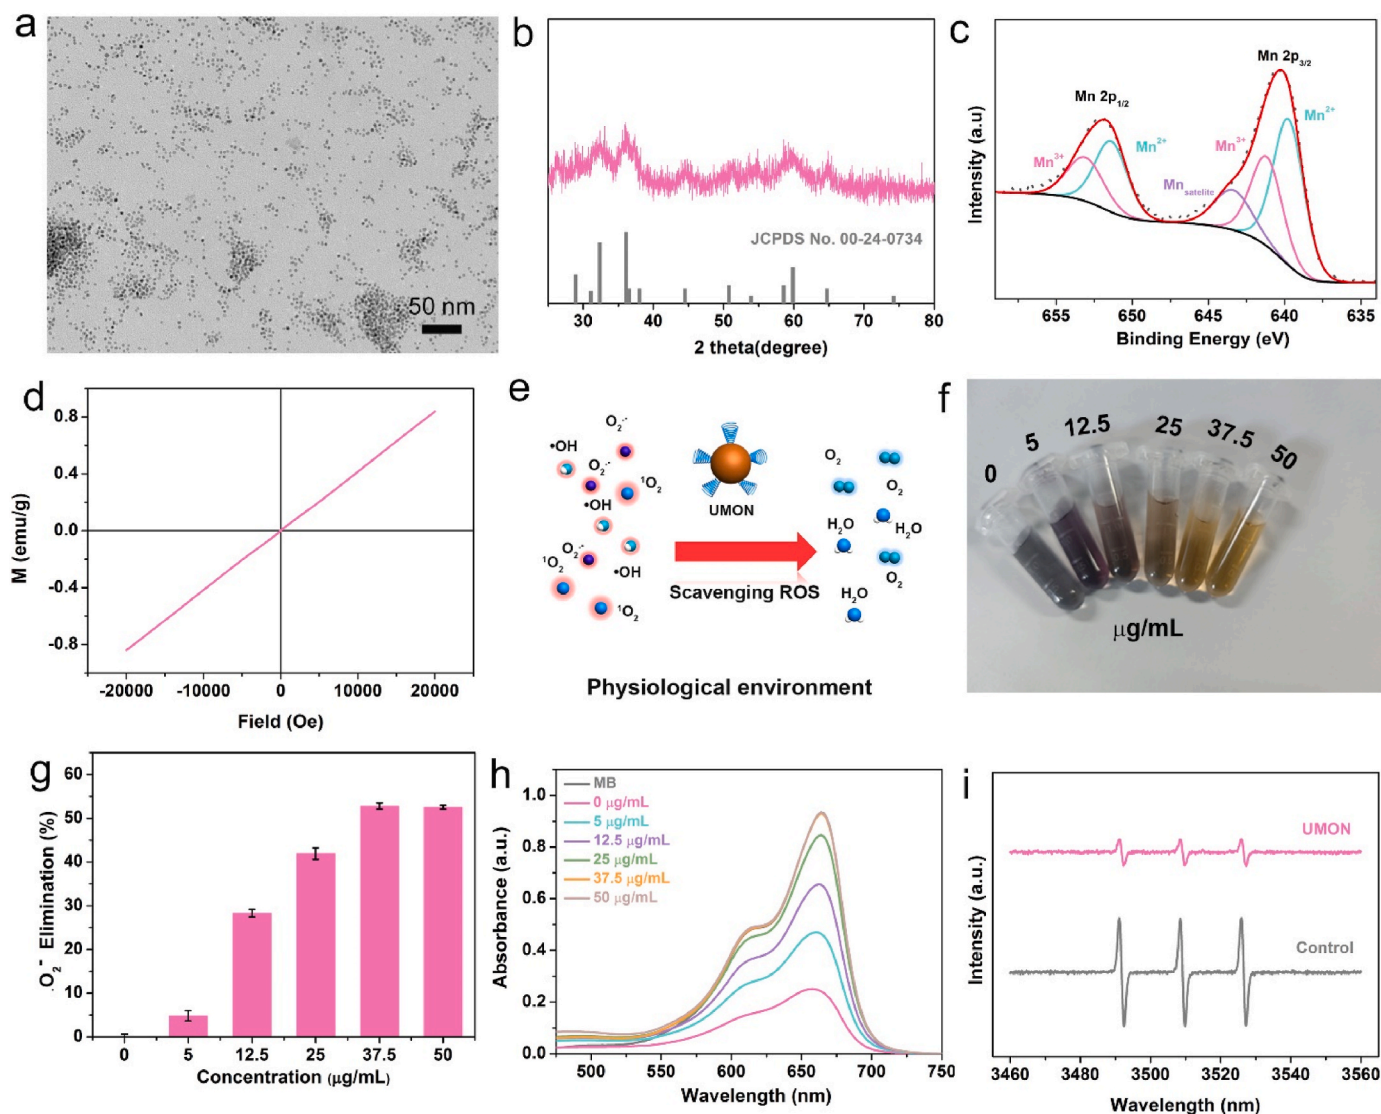 a
50 nm
b
JCPDS No. 00-24-0734
30 40 50 60 70 80
2 theta(degree)
c
Mn 2p3/2
Mn 2p1/2
Mn2+
Mn3+
Mn2+
Mn3+
Mnsatelite
Intensity (a.u)
655 650 645 640 635
Binding Energy (eV)
d
0.8
0.4
0.0
-0.4
-0.8
M (emu/g)
-20000 -10000 0 10000 20000
Field (Oe)
e
O2·-
•OH
O2·-
1O2
•OH
O2·-
1O2
•OH
1O2
UMON
Scavenging ROS
O2
O2
H2O
H2O
O2
H2O
Physiological environment
f
0 5 12.5 25 37.5 50
μg/mL
g
60
50
40
30
20
10
0
.O2·- Elimination (%)
0 5 12.5 25 37.5 50
Concentration (μg/mL)
h
MB
0 μg/mL
5 μg/mL
12.5 μg/mL
25 μg/mL
37.5 μg/mL
50 μg/mL
1.0
0.8
0.6
0.4
0.2
0.0
Absorbance (a.u.)
500 550 600 650 700 750
Wavelength (nm)
i
UMON
Control
Intensity (a.u.)
3460 3480 3500 3520 3540 3560
Wavelength (nm)